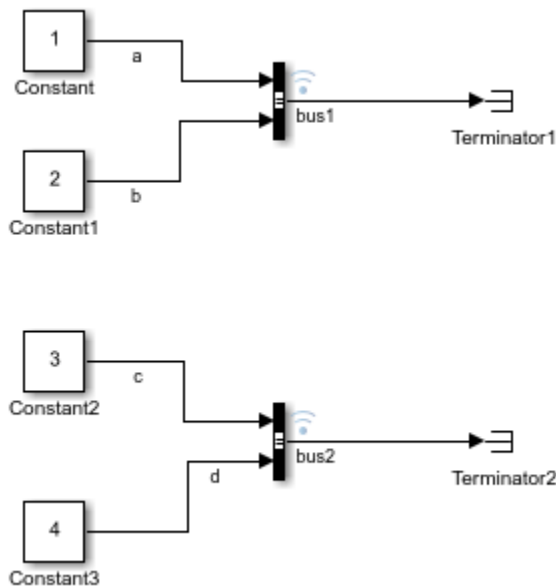 1
a
Constant
bus1
Terminator1
2
b
Constant1
3
c
Constant2
bus2
d
Terminator2
4
Constant3